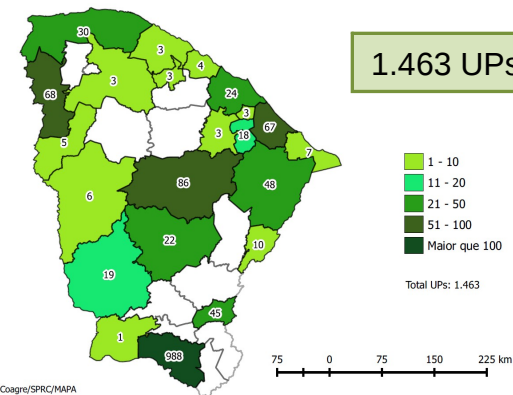 30
3
4
3
3
68
24
3
67
3
18
7
5
86
48
6
22
10
19
45
1
988
1.463 UPs
1 - 10
11 - 20
21 - 50
51 - 100
Maior que 100
Total UPs: 1.463
75 0 75 150 225 km
Coagre/SPRC/MAPA